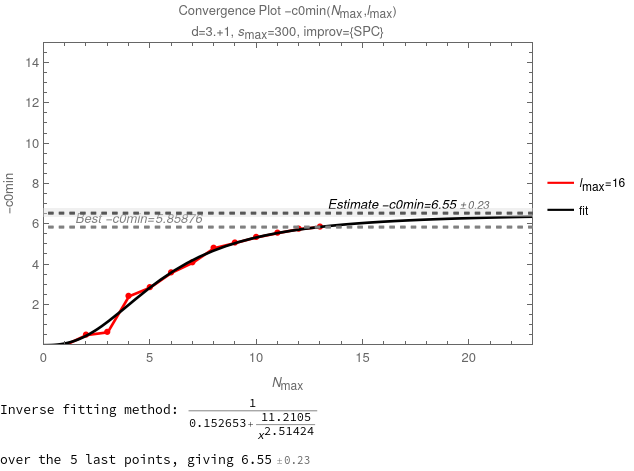 Convergence Plot −c0min(Nmax,lmax)
d=3.+1, smax=300, improv={SPC}
−c0min
14
12
10
8
6
4
2
0
5
10
15
20
Nmax
Estimate −c0min=6.55 ±0.23
Best −c0min=5.85876
lmax=16
fit
Inverse fitting method: 1
0.152653+ 11.2105
x2.51424
over the 5 last points, giving 6.55 ±0.23